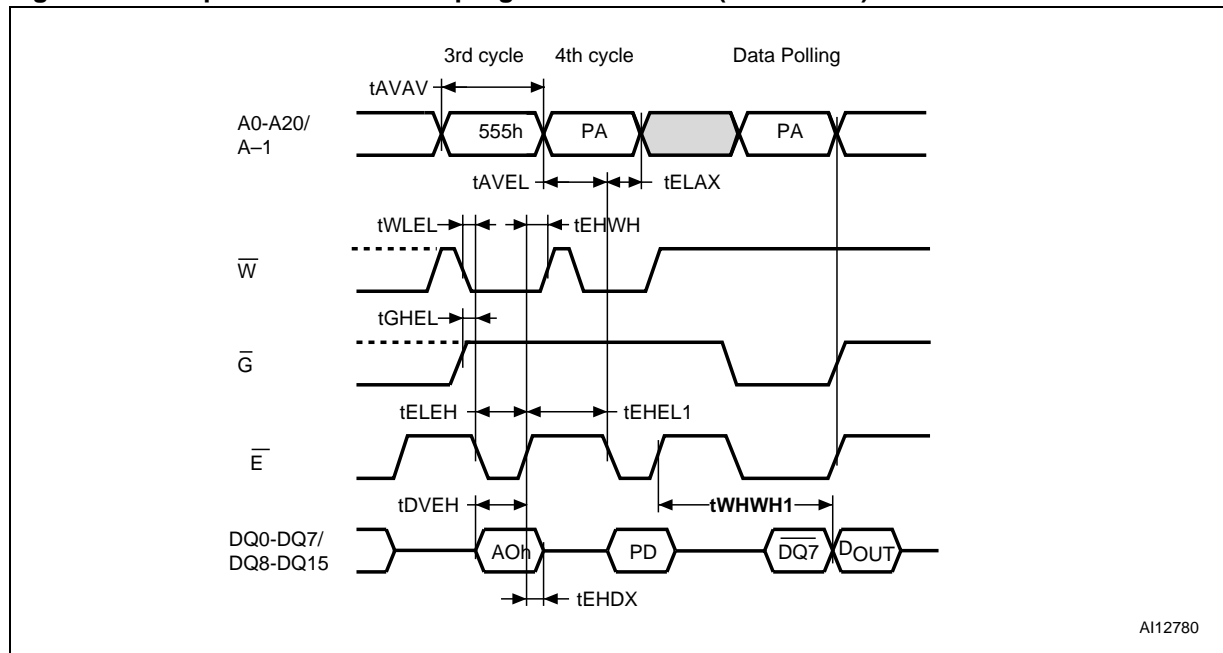 3rd cycle 4th cycle Data Polling
tAVAV
A0-A20/
A–1
555h PA PA
tAVEL tELAX
tWLEL tEHWH
W
tGHEL
G
tELEH tEHEL1
E
tDVEH tWHWH1
DQ0-DQ7/
DQ8-DQ15
AOh PD DQ7 DOUT
tEHDX
AI12780